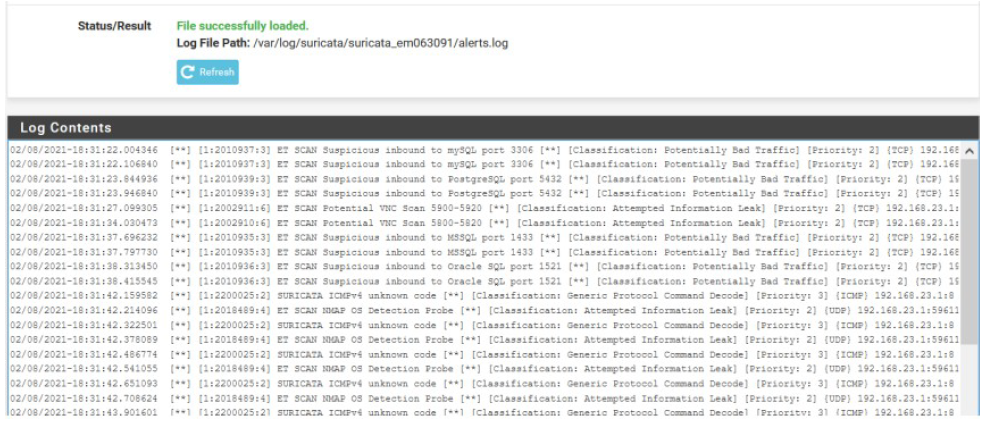 Status/Result File successfully loaded.
Log File Path: /var/log/suricata/suricata_em063091/alerts.log
Refresh
Log Contents
02/08/2021-18:31:22.004346 [**] [1:2010937:3] ET SCAN Suspicious inbound to mySQL port 3306 [**] [Classification: Potentially Bad Traffic] [Priority: 2] {TCP} 192.168
02/08/2021-18:31:22.106840 [**] [1:2010937:3] ET SCAN Suspicious inbound to mySQL port 3306 [**] [Classification: Potentially Bad Traffic] [Priority: 2] {TCP} 192.168
02/08/2021-18:31:23.844936 [**] [1:2010939:3] ET SCAN Suspicious inbound to PostgreSQL port 5432 [**] [Classification: Potentially Bad Traffic] [Priority: 2] {TCP} 19
02/08/2021-18:31:23.946840 [**] [1:2010939:3] ET SCAN Suspicious inbound to PostgreSQL port 5432 [**] [Classification: Potentially Bad Traffic] [Priority: 2] {TCP} 19
02/08/2021-18:31:27.099305 [**] [1:2002911:6] ET SCAN Potential VNC Scan 5900-5920 [**] [Classification: Attempted Information Leak] [Priority: 2] {TCP} 192.168.23.1:
02/08/2021-18:31:34.030473 [**] [1:2002910:6] ET SCAN Potential VNC Scan 5800-5820 [**] [Classification: Attempted Information Leak] [Priority: 2] {TCP} 192.168.23.1:
02/08/2021-18:31:37.696232 [**] [1:2010935:3] ET SCAN Suspicious inbound to MSSQL port 1433 [**] [Classification: Potentially Bad Traffic] [Priority: 2] {TCP} 192.168
02/08/2021-18:31:37.797730 [**] [1:2010935:3] ET SCAN Suspicious inbound to MSSQL port 1433 [**] [Classification: Potentially Bad Traffic] [Priority: 2] {TCP} 192.168
02/08/2021-18:31:38.313450 [**] [1:2010936:3] ET SCAN Suspicious inbound to Oracle SQL port 1521 [**] [Classification: Potentially Bad Traffic] [Priority: 2] {TCP} 19
02/08/2021-18:31:38.415545 [**] [1:2010936:3] ET SCAN Suspicious inbound to Oracle SQL port 1521 [**] [Classification: Potentially Bad Traffic] [Priority: 2] {TCP} 19
02/08/2021-18:31:42.159582 [**] [1:2200025:2] SURICATA ICMPv4 unknown code [**] [Classification: Generic Protocol Command Decode] [Priority: 3] {ICMP} 192.168.23.1:8
02/08/2021-18:31:42.214096 [**] [1:2018489:4] ET SCAN NMAP OS Detection Probe [**] [Classification: Attempted Information Leak] [Priority: 2] {UDP} 192.168.23.1:59611
02/08/2021-18:31:42.322501 [**] [1:2200025:2] SURICATA ICMPv4 unknown code [**] [Classification: Generic Protocol Command Decode] [Priority: 3] {ICMP} 192.168.23.1:8
02/08/2021-18:31:42.378089 [**] [1:2018489:4] ET SCAN NMAP OS Detection Probe [**] [Classification: Attempted Information Leak] [Priority: 2] {UDP} 192.168.23.1:59611
02/08/2021-18:31:42.486774 [**] [1:2200025:2] SURICATA ICMPv4 unknown code [**] [Classification: Generic Protocol Command Decode] [Priority: 3] {ICMP} 192.168.23.1:8
02/08/2021-18:31:42.541055 [**] [1:2018489:4] ET SCAN NMAP OS Detection Probe [**] [Classification: Attempted Information Leak] [Priority: 2] {UDP} 192.168.23.1:59611
02/08/2021-18:31:42.651093 [**] [1:2200025:2] SURICATA ICMPv4 unknown code [**] [Classification: Generic Protocol Command Decode] [Priority: 3] {ICMP} 192.168.23.1:8
02/08/2021-18:31:42.708624 [**] [1:2018489:4] ET SCAN NMAP OS Detection Probe [**] [Classification: Attempted Information Leak] [Priority: 2] {UDP} 192.168.23.1:59611
02/08/2021-18:31:43.901601 [**] [1:2200025:2] SURICATA ICMPv4 unknown code [**] [Classification: Generic Protocol Command Decode] [Priority: 3] {ICMP} 192.168.23.1:8